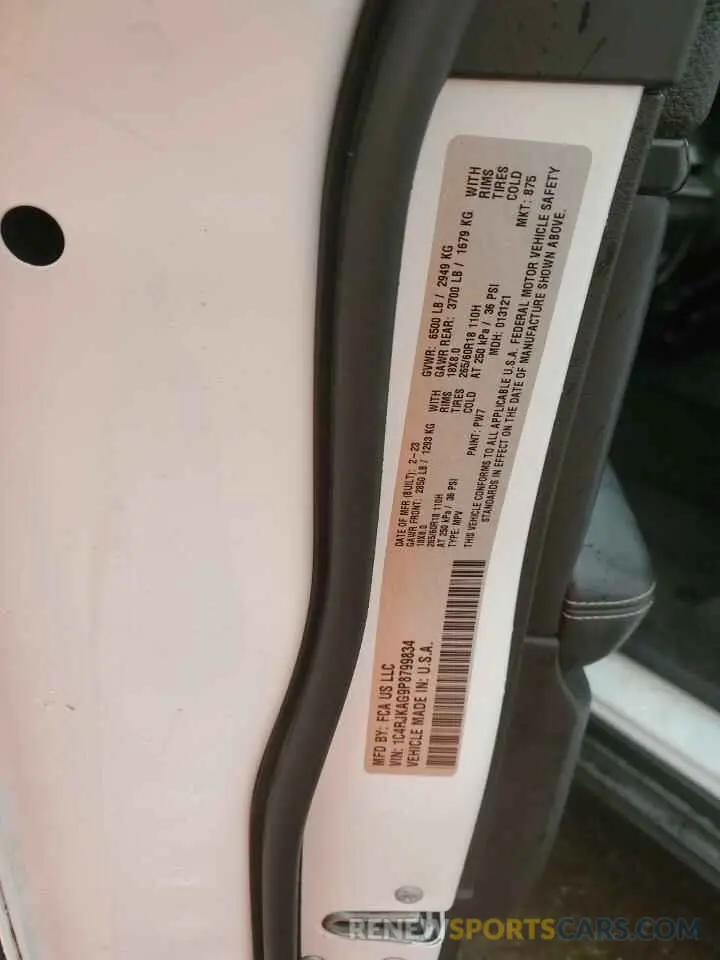 MFD BY: FCA US LLC
VIN: 1C4RJKAG9P8799834
VEHICLE MADE IN: U.S.A.
DATE OF MFR (BUILT): 2-23
GAWR FRONT: 2850 LB / 1293 KG WITH
18X8.0 RIMS
265/60R18 110H TIRES
AT 250 kPa / 36 PSI COLD
TYPE: MPV PAINT: PW7
GVWR: 6500 LB / 2949 KG
GAWR REAR: 3700 LB / 1679 KG WITH
18X8.0 RIMS
265/60R18 110H TIRES
AT 250 kPa / 36 PSI COLD
MDH: 013121 MKT: 875
THIS VEHICLE CONFORMS TO ALL APPLICABLE U.S.A. FEDERAL MOTOR VEHICLE SAFETY
STANDARDS IN EFFECT ON THE DATE OF MANUFACTURE SHOWN ABOVE.
RENEWSPORTSCARS.COM